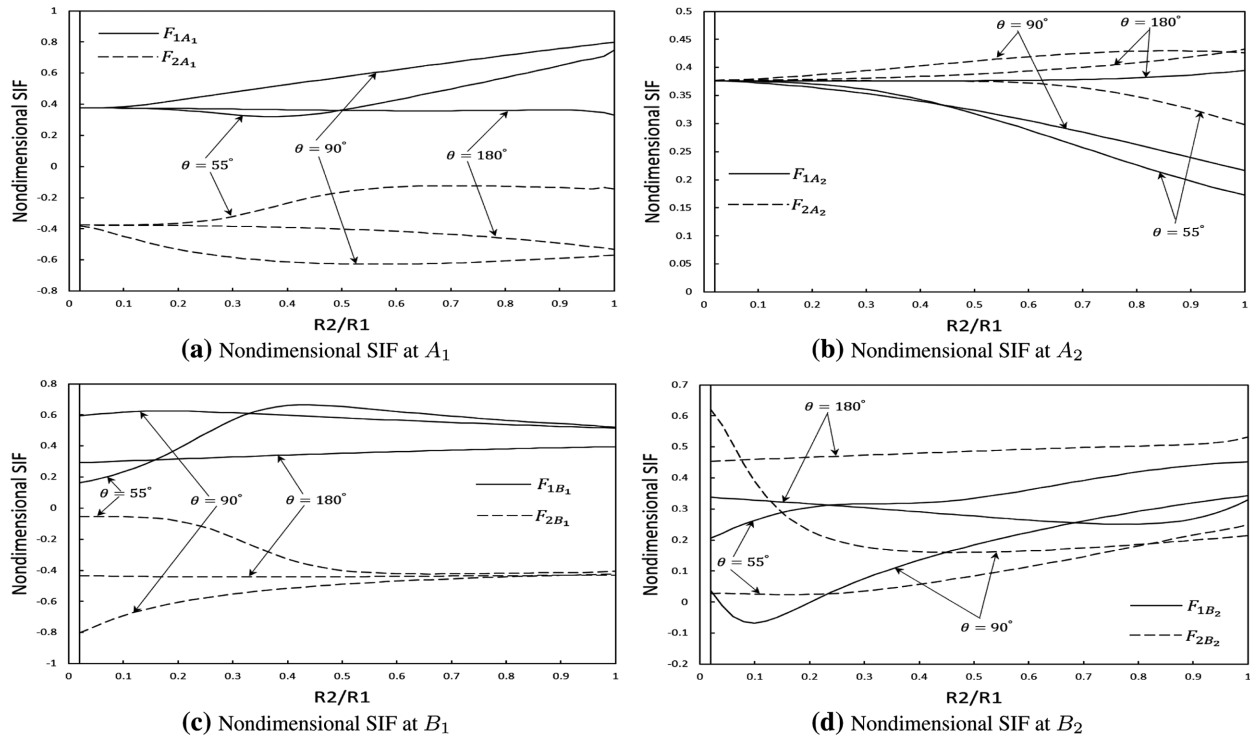 Nondimensional SIF
1
0.8
0.6
0.4
0.2
0
-0.2
-0.4
-0.6
-0.8
F₁A₁
F₂A₁
θ = 55°
θ = 90°
θ = 180°
0 0.1 0.2 0.3 0.4 0.5 0.6 0.7 0.8 0.9 1
R2/R1
(a) Nondimensional SIF at A₁
Nondimensional SIF
0.5
0.45
0.4
0.35
0.3
0.25
0.2
0.15
0.1
0.05
0
θ = 90°
θ = 180°
F₁A₂
F₂A₂
θ = 55°
0 0.1 0.2 0.3 0.4 0.5 0.6 0.7 0.8 0.9 1
R2/R1
(b) Nondimensional SIF at A₂
Nondimensional SIF
0.8
0.6
0.4
0.2
0
-0.2
-0.4
-0.6
-0.8
-1
θ = 55°
θ = 90°
θ = 180°
F₁B₁
F₂B₁
0 0.1 0.2 0.3 0.4 0.5 0.6 0.7 0.8 0.9 1
R2/R1
(c) Nondimensional SIF at B₁
Nondimensional SIF
0.7
0.6
0.5
0.4
0.3
0.2
0.1
0
-0.1
-0.2
θ = 180°
θ = 55°
θ = 90°
F₁B₂
F₂B₂
0 0.1 0.2 0.3 0.4 0.5 0.6 0.7 0.8 0.9 1
R2/R1
(d) Nondimensional SIF at B₂